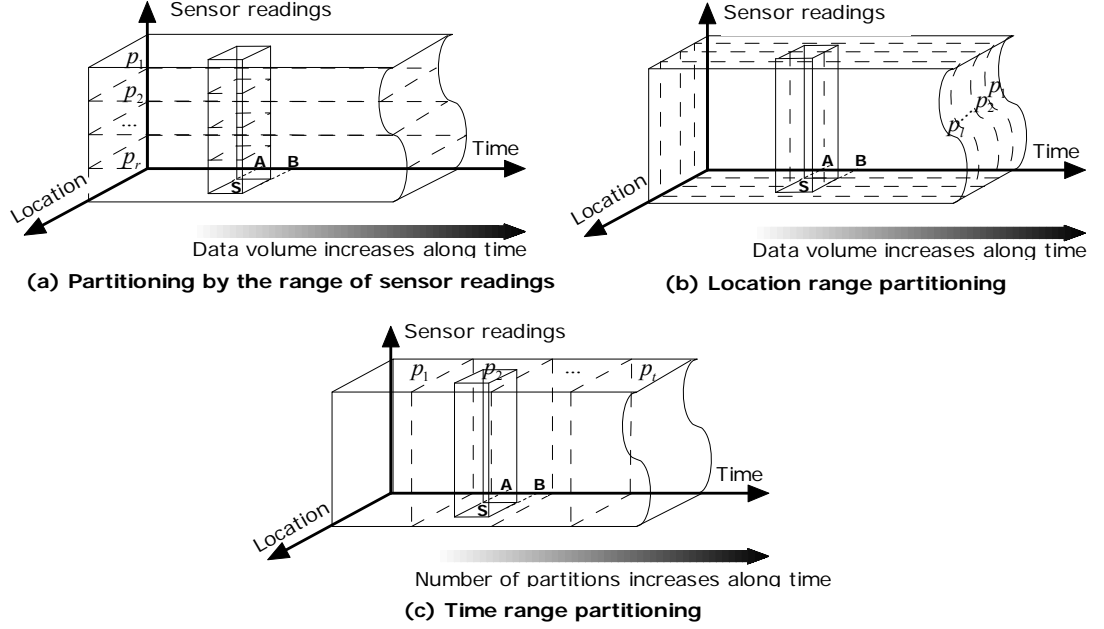 Sensor readings
p1
p2
...
pr
A
B
S
Time
Location
Data volume increases along time
(a) Partitioning by the range of sensor readings
Sensor readings
p1
p2
pl
A
B
S
Time
Location
Data volume increases along time
(b) Location range partitioning
Sensor readings
p1
p2
...
pt
A
B
S
Time
Location
Number of partitions increases along time
(c) Time range partitioning